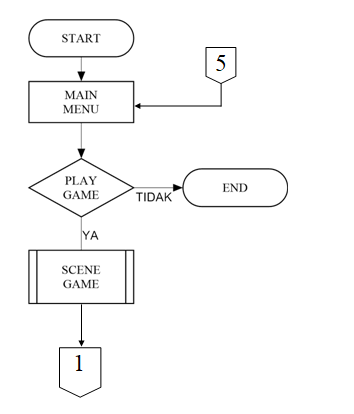 START
5
MAIN
MENU
PLAY
GAME
TIDAK
END
YA
SCENE
GAME
1